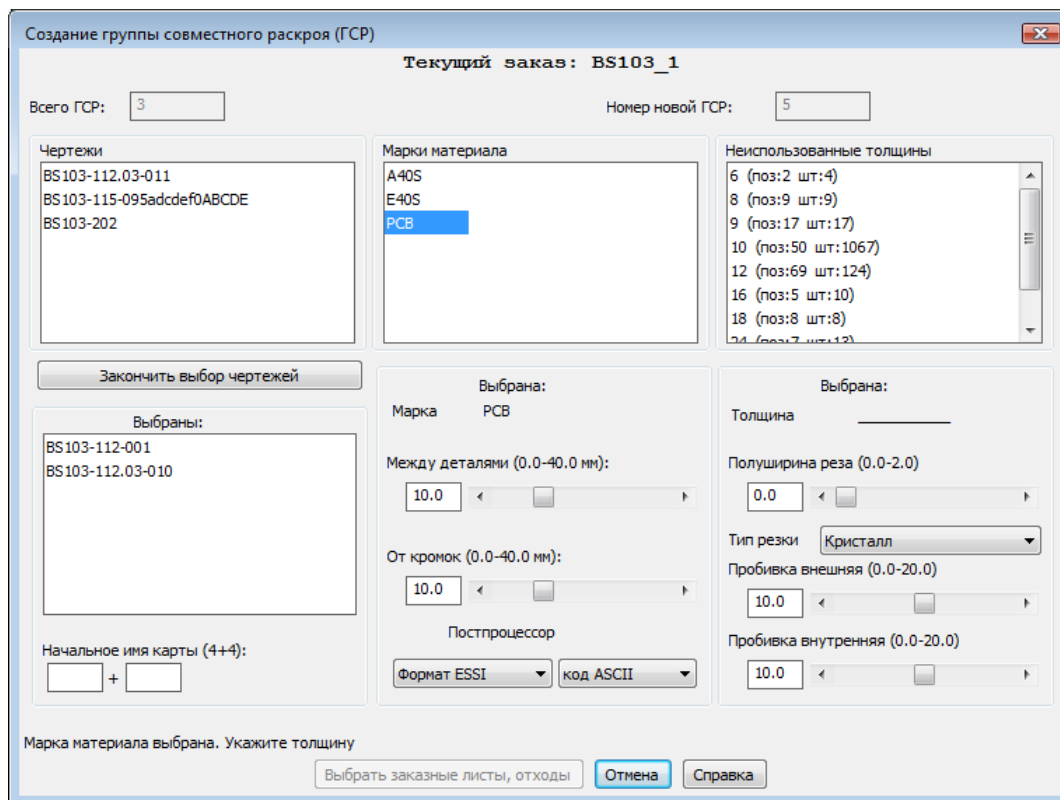 Создание группы совместного раскроя (ГСР)
Текущий заказ: BS103_1
Всего ГСР: 3
Номер новой ГСР: 5
Чертежи
BS103-112.03-011
BS103-115-095adcdef0ABCDE
BS103-202
Марки материала
A40S
E40S
PCB
Неиспользованные толщины
6 (поз:2 шт:4)
8 (поз:9 шт:9)
9 (поз:17 шт:17)
10 (поз:50 шт:1067)
12 (поз:69 шт:124)
16 (поз:5 шт:10)
18 (поз:8 шт:8)
24 (поз:7 шт:13)
Закончить выбор чертежей
Выбраны:
BS103-112-001
BS103-112.03-010
Начальное имя карты (4+4):
+
Выбрана:
Марка PCB
Между деталями (0.0-40.0 мм):
10.0
От кромок (0.0-40.0 мм):
10.0
Постпроцессор
Формат ESSI
код ASCII
Выбрана:
Толщина
Полуширина реза (0.0-2.0)
0.0
Тип резки Кристалл
Пробивка внешняя (0.0-20.0)
10.0
Пробивка внутренняя (0.0-20.0)
10.0
Марка материала выбрана. Укажите толщину
Выбрать заказные листы, отходы
Отмена
Справка